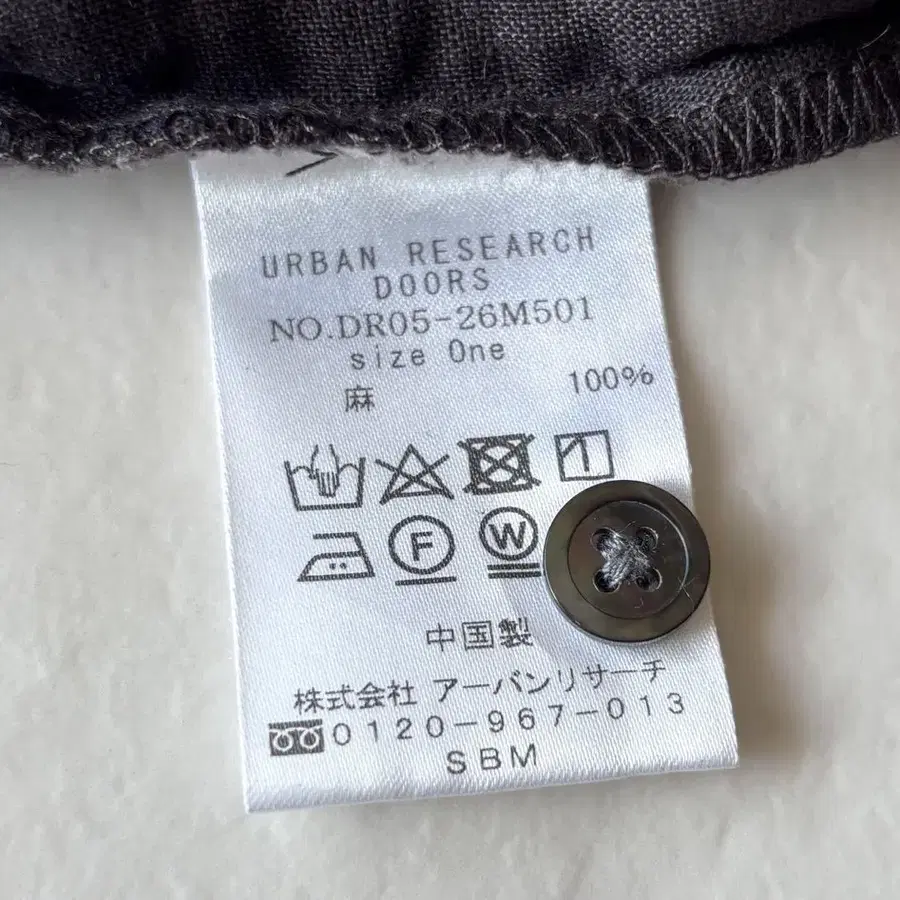 URBAN RESEARCH
DOORS
NO.DR05-26M501
size One
麻 100%
F W
中国製
株式会社 アーバンリサーチ
0120-967-013
SBM